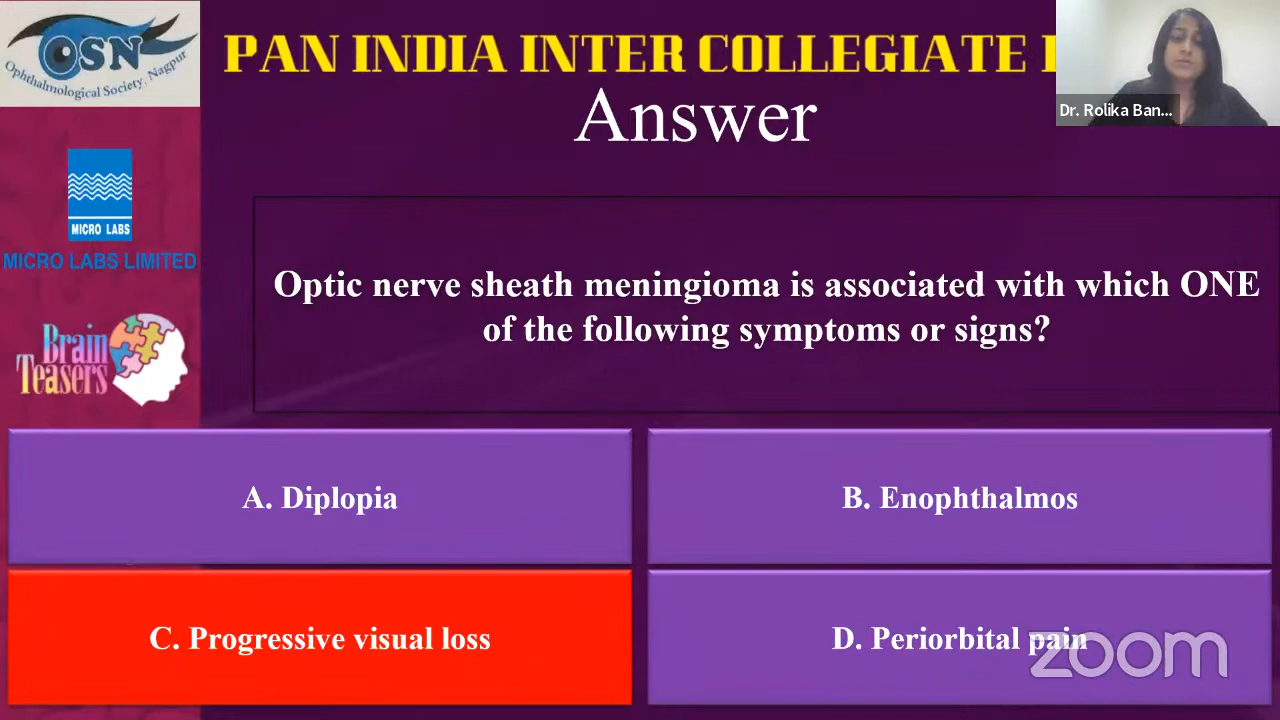 OSN
Ophthalmological Society, Nagpur
PAN INDIA INTER COLLEGIATE
Dr. Rolika Ban...
Answer
MICRO LABS
MICRO LABS LIMITED
Optic nerve sheath meningioma is associated with which ONE
of the following symptoms or signs?
Brain
Teasers
A. Diplopia
B. Enophthalmos
C. Progressive visual loss
D. Periorbital pain
zoom